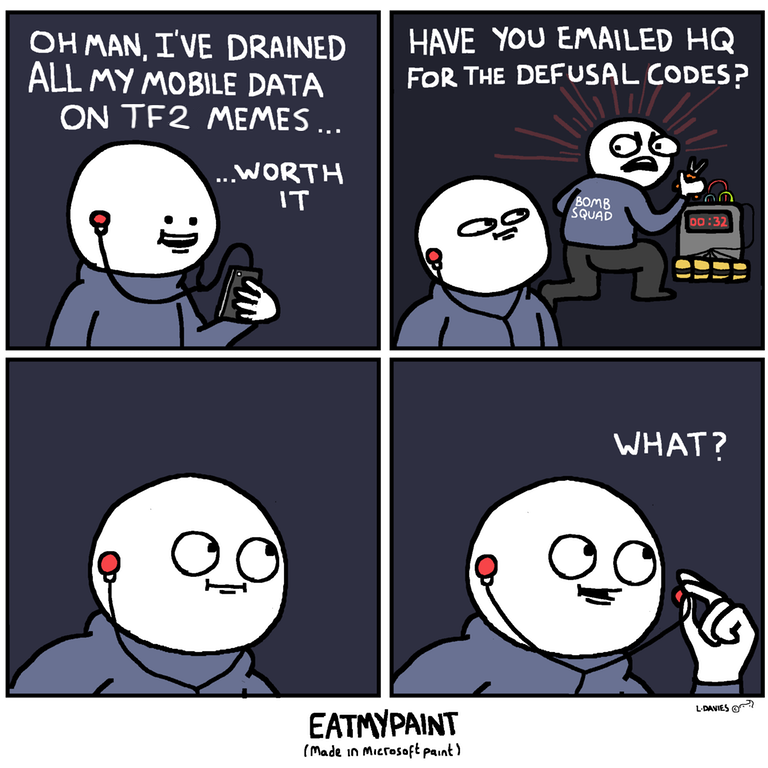 OH MAN, I'VE DRAINED
ALL MY MOBILE DATA
ON TF2 MEMES...
...WORTH
IT
HAVE YOU EMAILED HQ
FOR THE DEFUSAL CODES?
BOMB
SQUAD
00:32
WHAT?
L·DAVIES ©
EATMYPAINT
(Made in Microsoft paint)